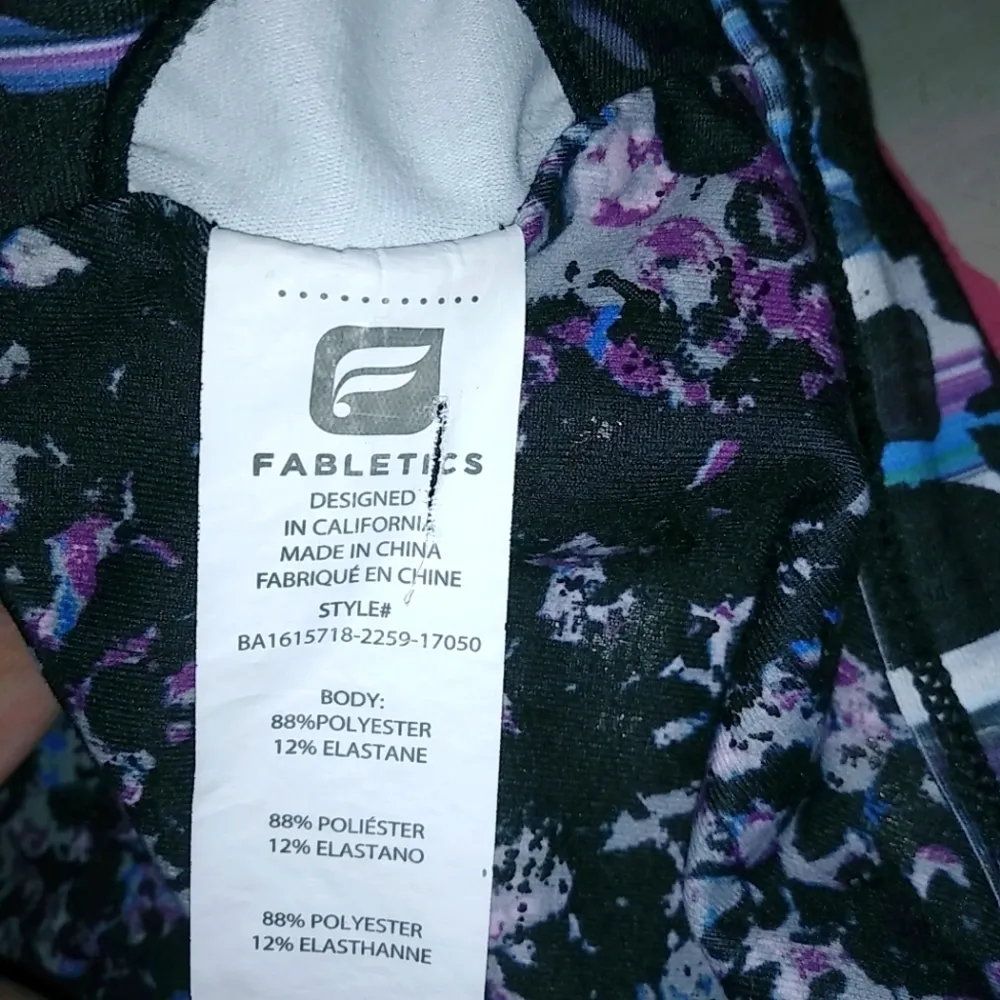 FABLETICS
DESIGNED
IN CALIFORNIA
MADE IN CHINA
FABRIQUÉ EN CHINE
STYLE#
BA1615718-2259-17050
BODY:
88%POLYESTER
12% ELASTANE
88% POLIÉSTER
12% ELASTANO
88% POLYESTER
12% ELASTHANNE